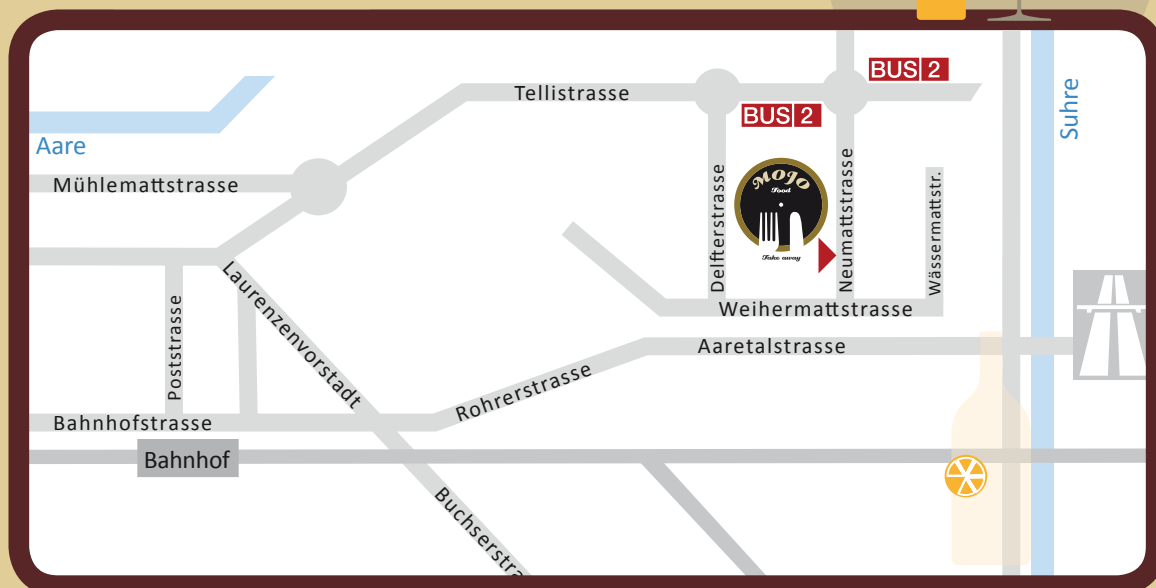 BUS 2
Suhre
Tellistrasse
BUS 2
Aare
Mühlemattstrasse
MOJO
Food
Take away
Delfterstrasse
Neumattstrasse
Wässermattstr.
Laurenzenvorstadt
Poststrasse
Weihermattstrasse
Aaretalstrasse
Rohrerstrasse
Bahnhofstrasse
Bahnhof
Buchserstra